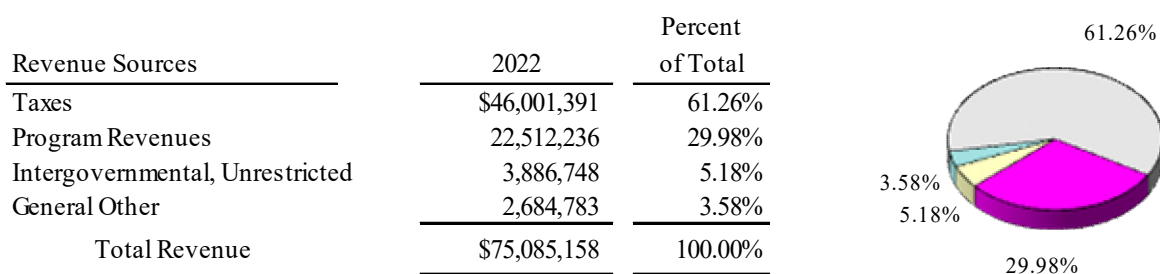 Percent
61.26%
Revenue Sources 2022 of Total
Taxes $46,001,391 61.26%
Program Revenues 22,512,236 29.98%
Intergovernmental, Unrestricted 3,886,748 5.18%
General Other 2,684,783 3.58%
3.58%
5.18%
Total Revenue $75,085,158 100.00%
29.98%